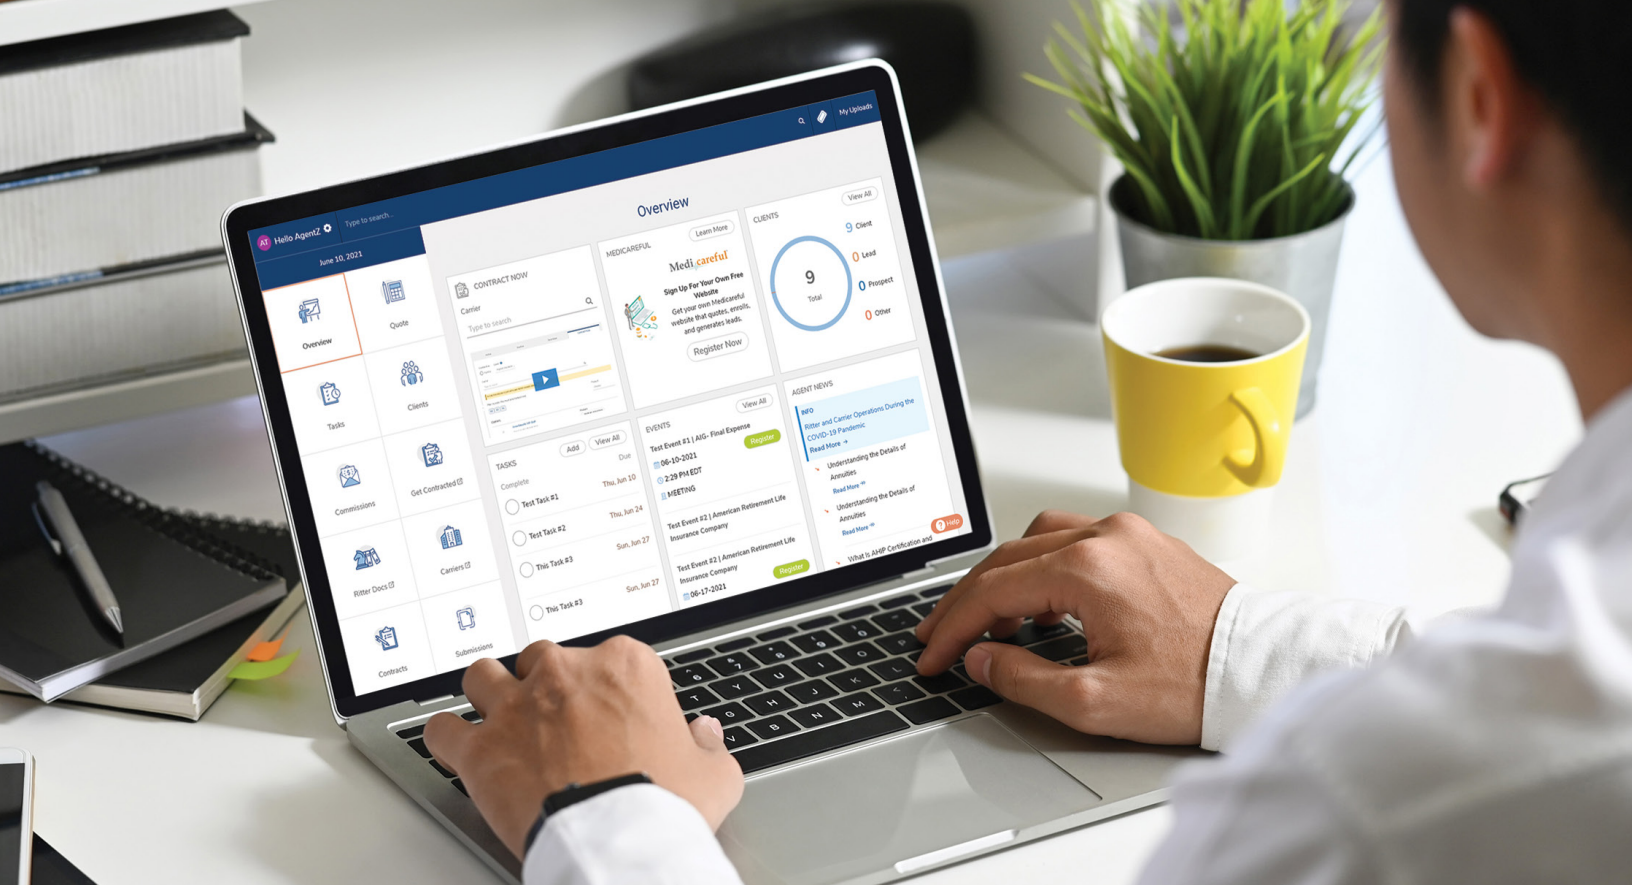 My Uploads
AT Hello AgentZ
Type to search...
June 10, 2021
Overview
Overview
Quote
Tasks
Clients
Commissions
Get Contracted
Ritter Docs
Carriers
Contracts
Submissions
CONTRACT NOW
Carrier
Type to search
MEDICAREFUL
Learn More
Medicareful
Sign Up For Your Own Free
Website
Get your own Medicareful
website that quotes, enrolls,
and generates leads.
Register Now
CLIENTS
View All
9
Total
9 Client
0 Lead
0 Prospect
0 Other
TASKS
Add
View All
Complete
Due
Test Task #1
Thu, Jun 10
Test Task #2
Thu, Jun 24
This Task #3
Sun, Jun 27
This Task #3
Sun, Jun 27
EVENTS
View All
Test Event #1 | AIG- Final Expense
06-10-2021
Register
2:29 PM EDT
MEETING
Test Event #2 | American Retirement Life
Insurance Company
Test Event #2 | American Retirement Life
Insurance Company
06-17-2021
Register
AGENT NEWS
INFO
Ritter and Carrier Operations During the
COVID-19 Pandemic
Read More →
Understanding the Details of
Annuities
Read More
Understanding the Details of
Annuities
Read More
What Is AHIP Certification and
Help
6 7 8 9 0
T Y U I O P
G H J K L
V B N M